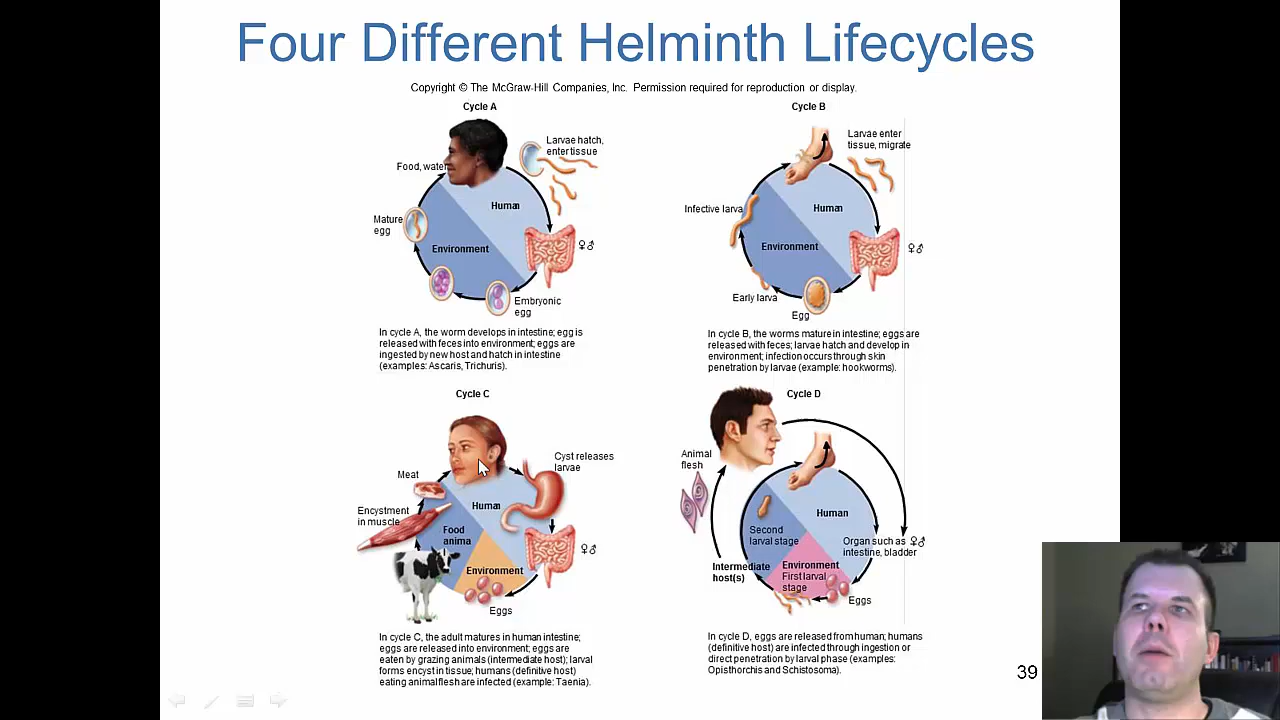 Four Different Helminth Lifecycles
Copyright © The McGraw-Hill Companies, Inc. Permission required for reproduction or display.
Cycle A
Larvae hatch,
enter tissue
Food, water
Human
Mature
egg
Environment
♀♂
Embryonic
egg
In cycle A, the worm develops in intestine; egg is
released with feces into environment; eggs are
ingested by new host and hatch in intestine
(examples: Ascaris, Trichuris).
Cycle B
Larvae enter
tissue, migrate
Infective larva
Human
Environment
♀♂
Early larva
Egg
In cycle B, the worms mature in intestine; eggs are
released with feces; larvae hatch and develop in
environment; infection occurs through skin
penetration by larvae (example: hookworms).
Cycle C
Cyst releases
larvae
Meat
Human
Encystment
in muscle
Food
anima
♀♂
Environment
Eggs
In cycle C, the adult matures in human intestine;
eggs are released into environment; eggs are
eaten by grazing animals (intermediate host); larval
forms encyst in tissue; humans (definitive host)
eating animal flesh are infected (example: Taenia).
Cycle D
Animal
flesh
Human
Second
larval stage
Organ such as ♀♂
intestine, bladder
Intermediate
host(s)
Environment
First larval
stage
Eggs
In cycle D, eggs are released from human; humans
(definitive host) are infected through ingestion or
direct penetration by larval phase (examples:
Opisthorchis and Schistosoma).
39